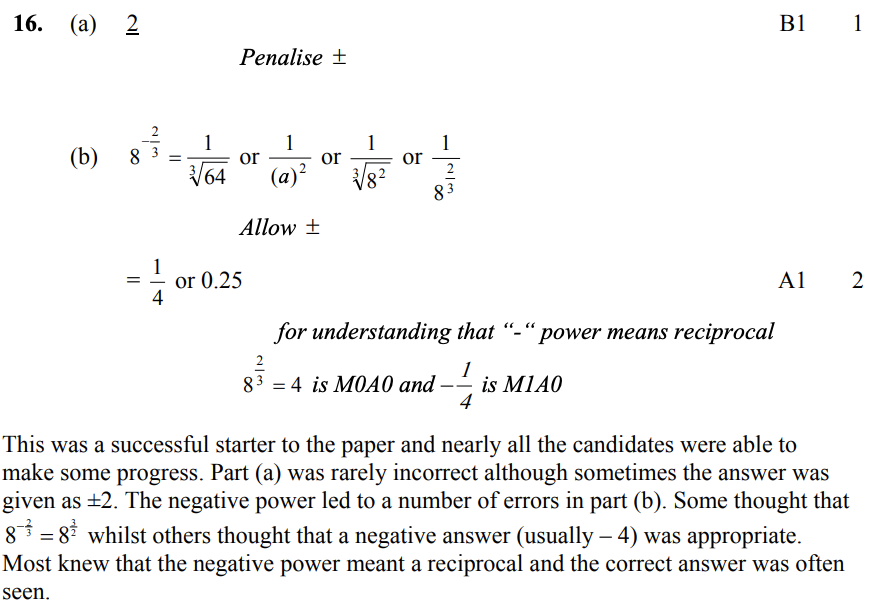 16. (a) 2 B1 1
Penalise ±
(b) 8^{-\frac{2}{3}} = \frac{1}{\sqrt[3]{64}} or \frac{1}{(a)^2} or \frac{1}{\sqrt[3]{8^2}} or \frac{1}{8^{\frac{2}{3}}}
Allow ±
= \frac{1}{4} or 0.25 A1 2
for understanding that “-“ power means reciprocal
8^{\frac{2}{3}} = 4 is M0A0 and -\frac{1}{4} is M1A0
This was a successful starter to the paper and nearly all the candidates were able to
make some progress. Part (a) was rarely incorrect although sometimes the answer was
given as ±2. The negative power led to a number of errors in part (b). Some thought that
8^{-\frac{2}{3}} = 8^{\frac{3}{2}} whilst others thought that a negative answer (usually – 4) was appropriate.
Most knew that the negative power meant a reciprocal and the correct answer was often
seen.